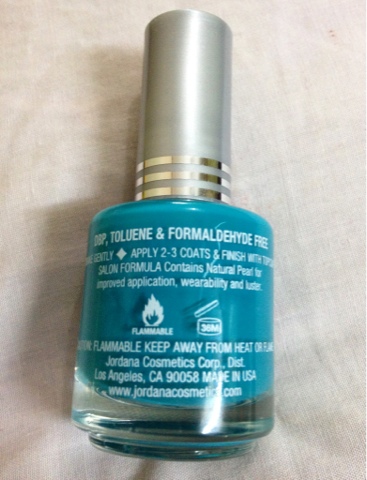 DBP, TOLUENE & FORMALDEHYDE FREE
GENTLY ◆ APPLY 2-3 COATS & FINISH WITH
SALON FORMULA Contains Natural Pearl for
improved application, wearability and luster.
FLAMMABLE
36M
FLAMMABLE KEEP AWAY FROM HEAT OR
Jordana Cosmetics Corp., Dist.
Los Angeles, CA 90058 MADE IN USA
www.jordanacosmetics